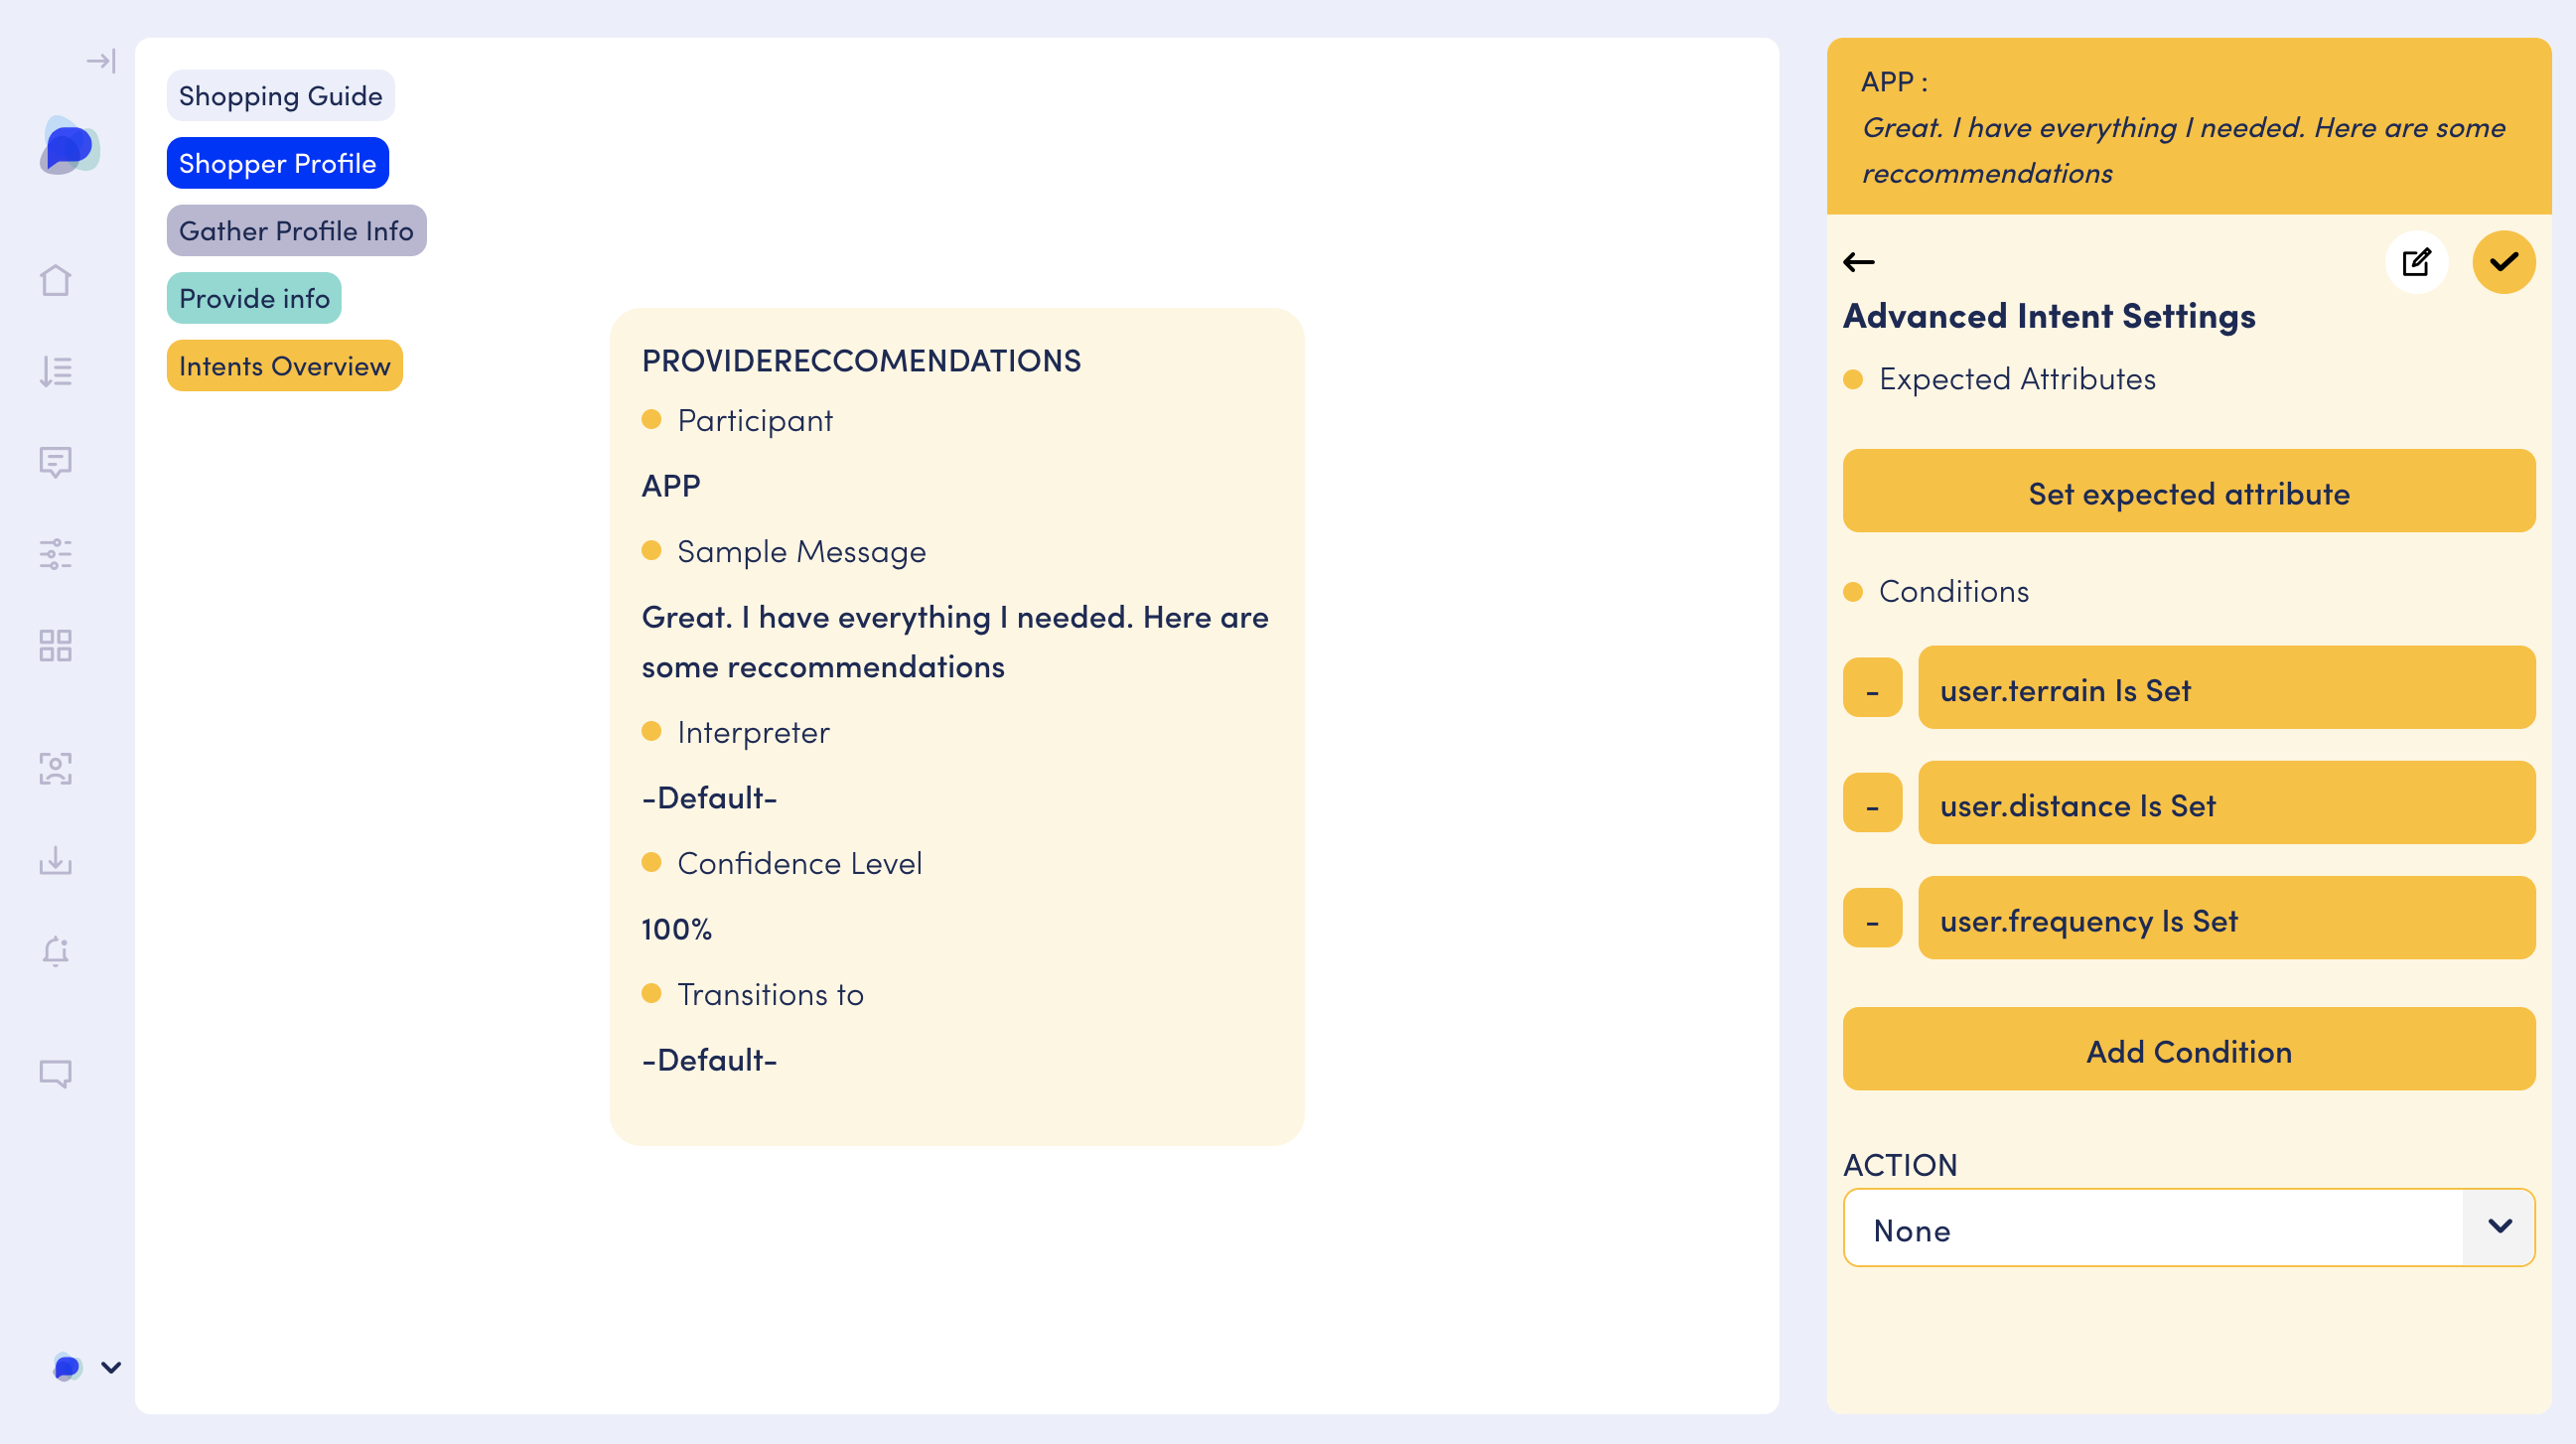 Shopping Guide
Shopper Profile
Gather Profile Info
Provide info
Intents Overview
PROVIDERECCOMENDATIONS
Participant
APP
Sample Message
Great. I have everything I needed. Here are
some reccommendations
Interpreter
-Default-
Confidence Level
100%
Transitions to
-Default-
APP :
Great. I have everything I needed. Here are some
reccommendations
Advanced Intent Settings
Expected Attributes
Set expected attribute
Conditions
- user.terrain Is Set
- user.distance Is Set
- user.frequency Is Set
Add Condition
ACTION
None